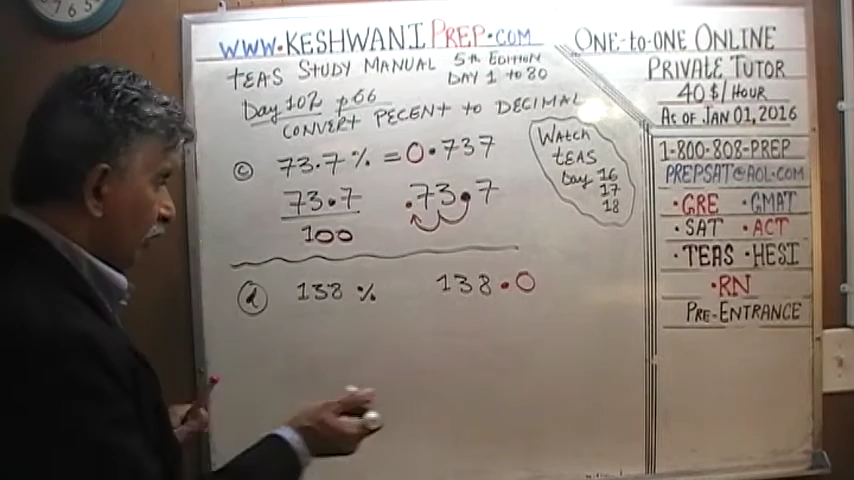 www.KESHWANIPREP.COM
TEAS STUDY MANUAL 5th EDITION
DAY 1 TO 80
Day 102 p66
CONVERT PECENT TO DECIMAL
c 73.7% = 0.737
73.7 .73.7
100
d 138 % 138.0
WATCH
TEAS
Day 16
17
18
ONE-to-ONE ONLINE
PRIVATE TUTOR
40$/HOUR
AS OF JAN 01, 2016
1-800-808-PREP
PREPSAT@AOL.COM
•GRE •GMAT
•SAT •ACT
•TEAS •HESI
•RN
PRE-ENTRANCE
7 6 5